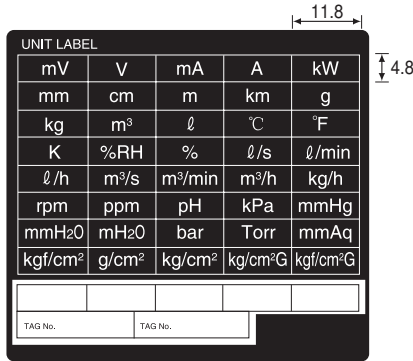 11.8
UNIT LABEL
4.8
mV V mA A kW
mm cm m km g
kg m³ ℓ ℃ °F
K %RH % ℓ/s ℓ/min
ℓ/h m³/s m³/min m³/h kg/h
rpm ppm pH kPa mmHg
mmH20 mH20 bar Torr mmAq
kgf/cm² g/cm² kg/cm² kg/cm²G kgf/cm²G
TAG No. TAG No.